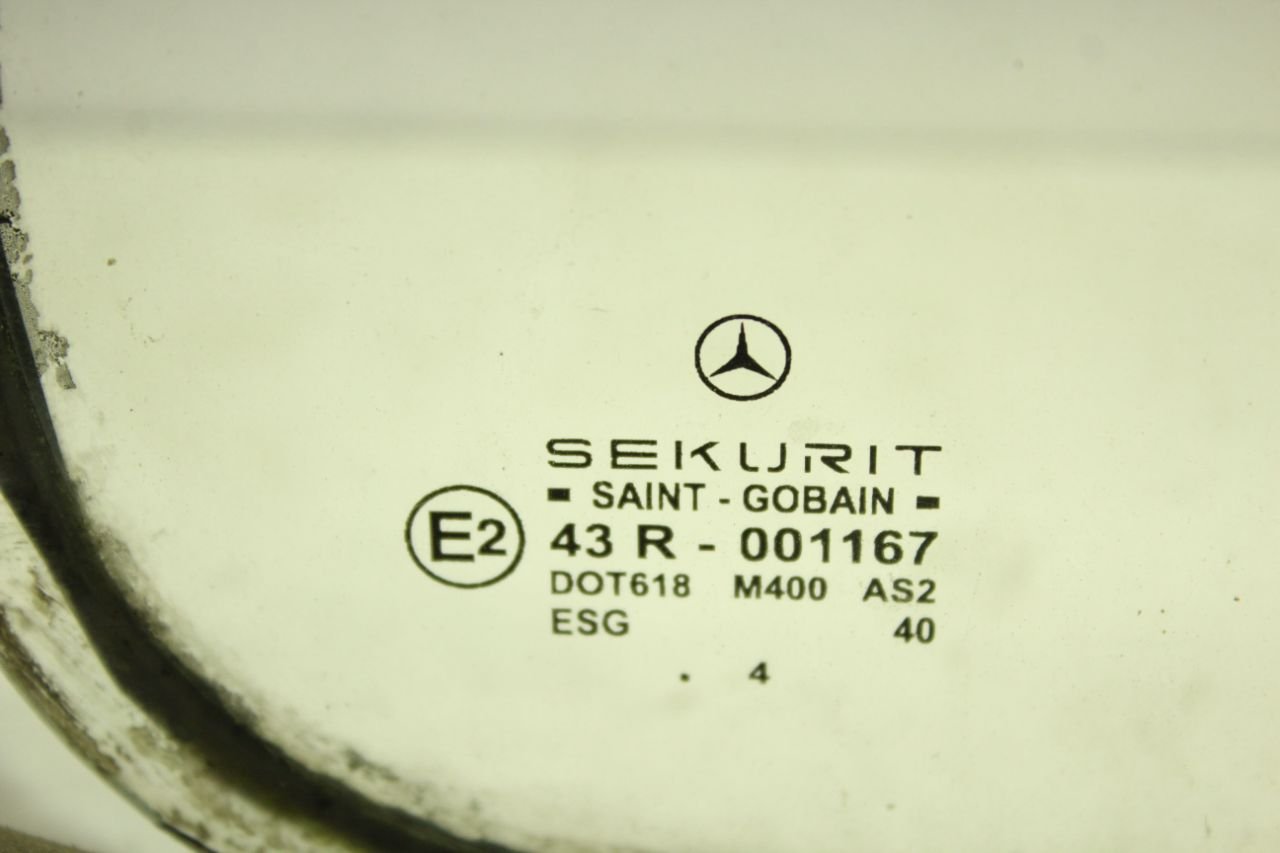 SEKURIT
- SAINT - GOBAIN -
E2
43 R - 001167
DOT618 M400 AS2
ESG 40
. 4